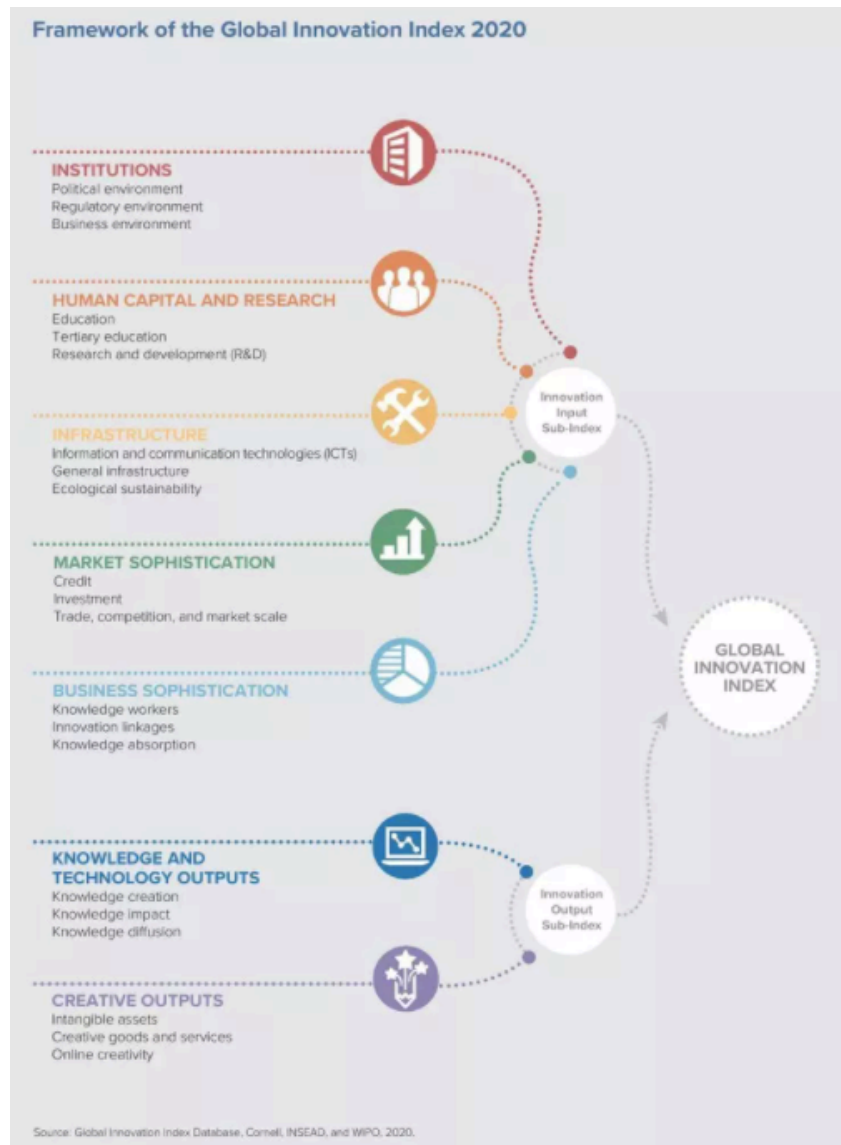 Framework of the Global Innovation Index 2020
INSTITUTIONS
Political environment
Regulatory environment
Business environment
HUMAN CAPITAL AND RESEARCH
Education
Tertiary education
Research and development (R&D)
Innovation
Input
Sub-Index
INFRASTRUCTURE
Information and communication technologies (ICTs)
General infrastructure
Ecological sustainability
MARKET SOPHISTICATION
Credit
Investment
Trade, competition, and market scale
GLOBAL
INNOVATION
INDEX
BUSINESS SOPHISTICATION
Knowledge workers
Innovation linkages
Knowledge absorption
KNOWLEDGE AND
TECHNOLOGY OUTPUTS
Knowledge creation
Knowledge impact
Knowledge diffusion
Innovation
Output
Sub-Index
CREATIVE OUTPUTS
Intangible assets
Creative goods and services
Online creativity
Source: Global Innovation Index Database, Cornell, INSEAD, and WIPO, 2020.